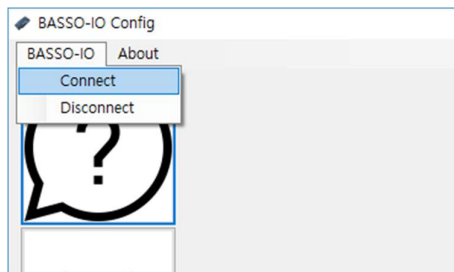 BASSO-IO Config
BASSO-IO About
Connect
Disconnect
?